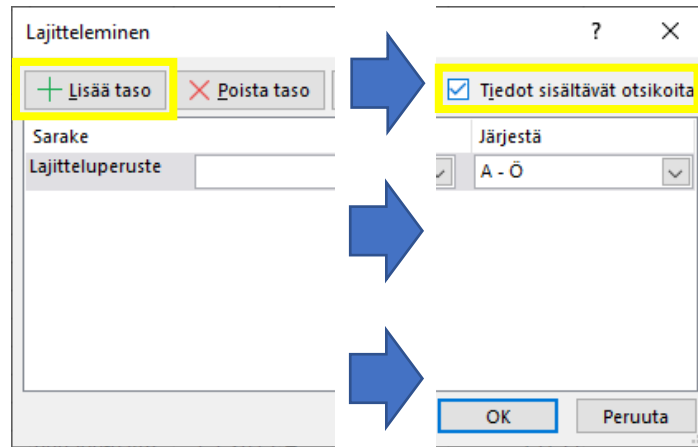 Lajitteleminen ?
Lisää taso Poista taso Tiedot sisältävät otsikoita
Sarake Järjestä
Lajitteluperuste A - Ö
OK Peruuta